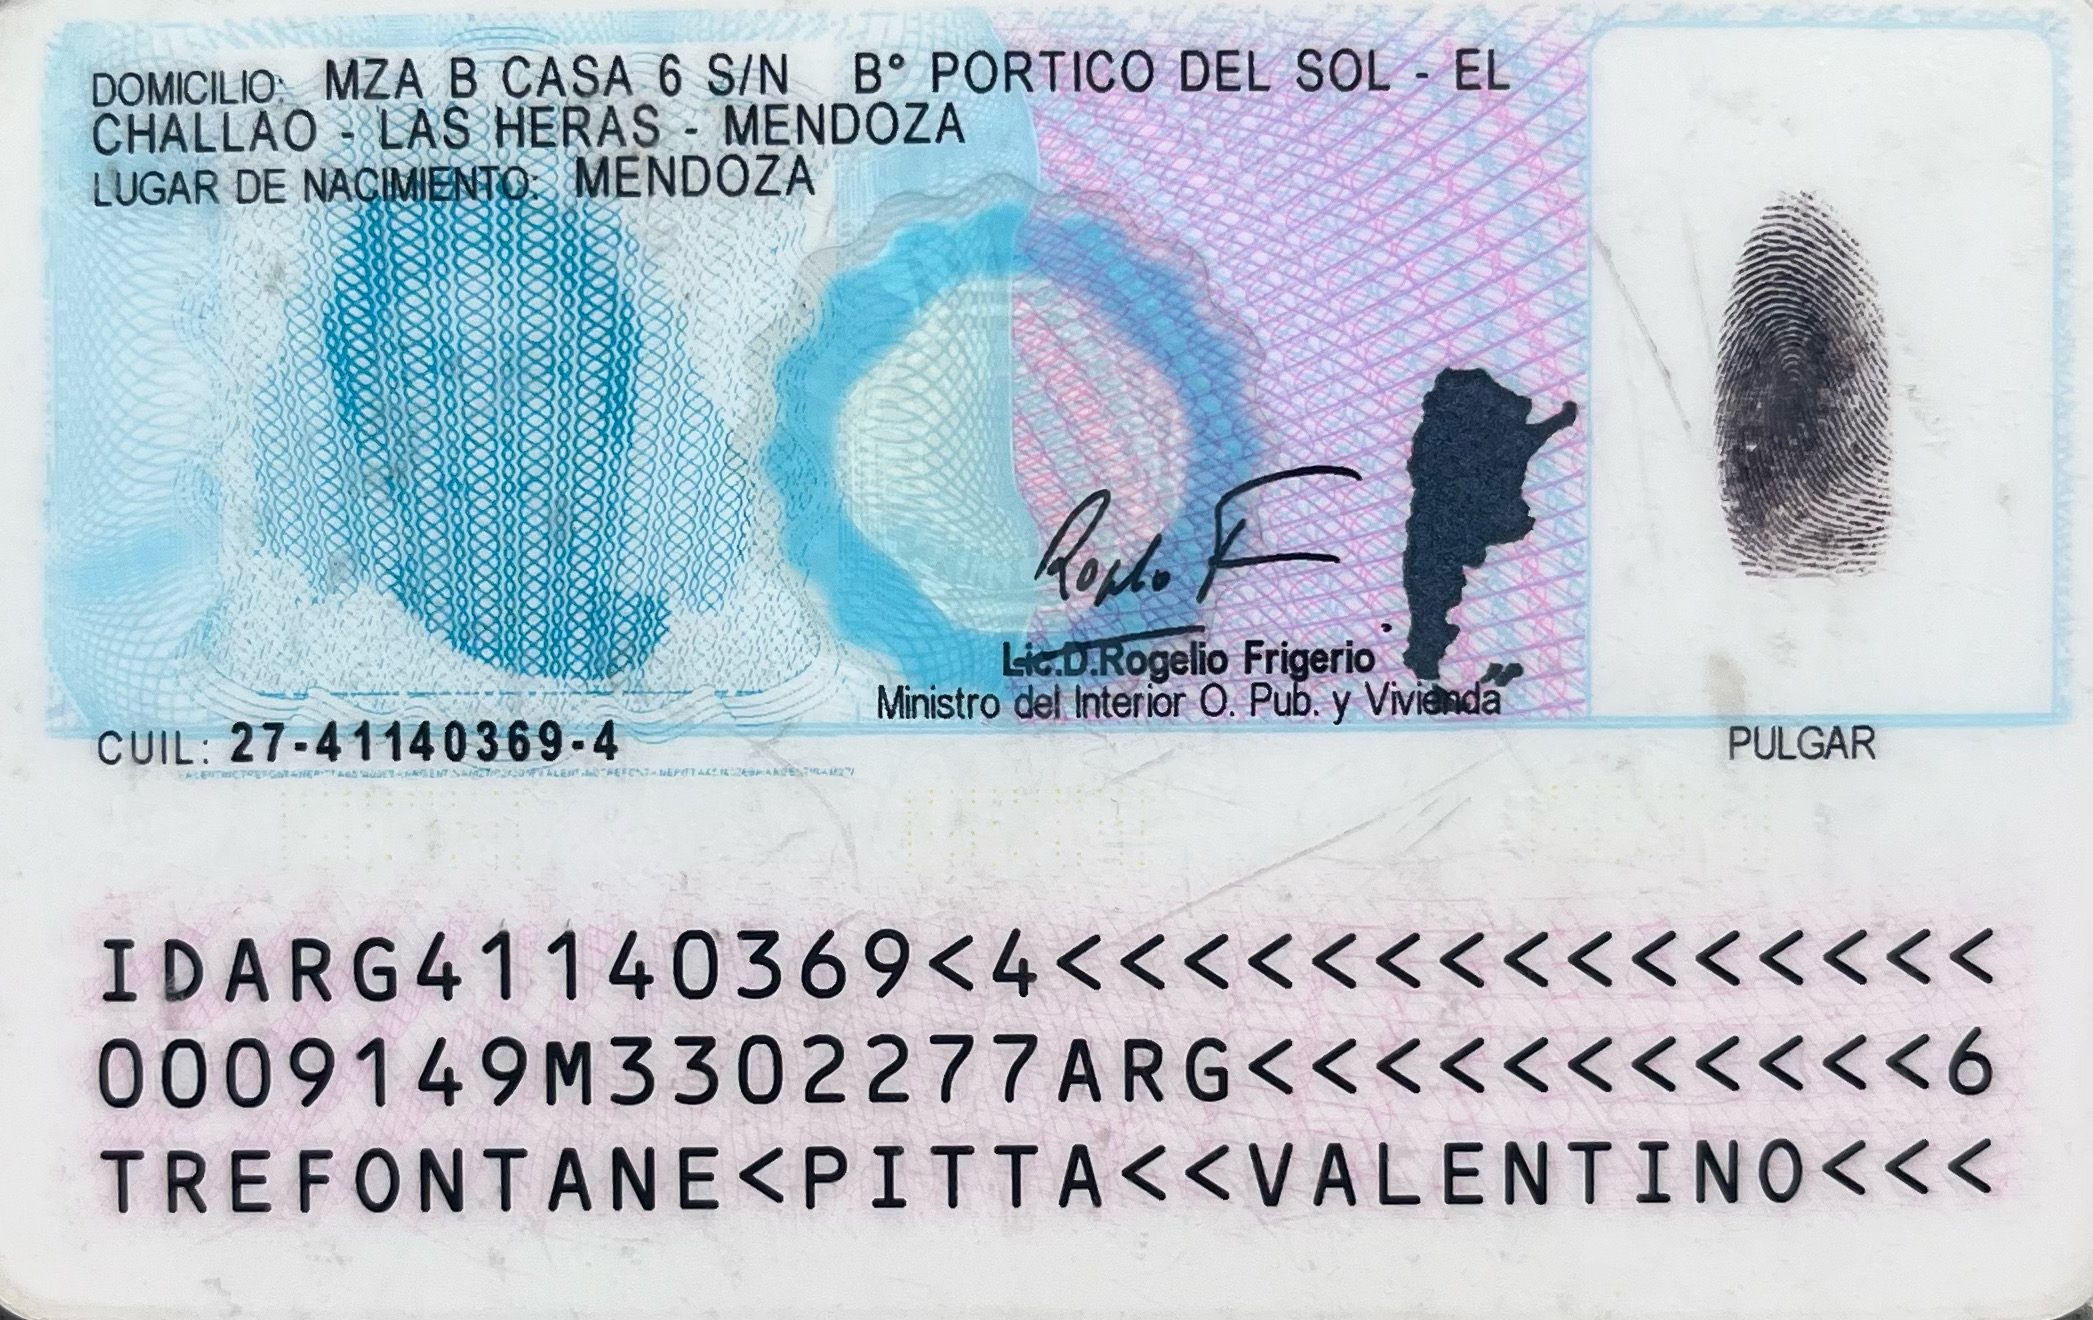 DOMICILIO: MZA B CASA 6 S/N B° PORTICO DEL SOL - EL
CHALLAO - LAS HERAS - MENDOZA
LUGAR DE NACIMIENTO: MENDOZA
Lic.D.Rogelio Frigerio
Ministro del Interior O. Pub. y Vivienda
CUIL: 27-41140369-4
PULGAR
IDARG41140369<4<<<<<<<<<<<<<<<
0009149M3302277ARG<<<<<<<<<<<6
TREFONTANE<PITTA<<VALENTINO<<<